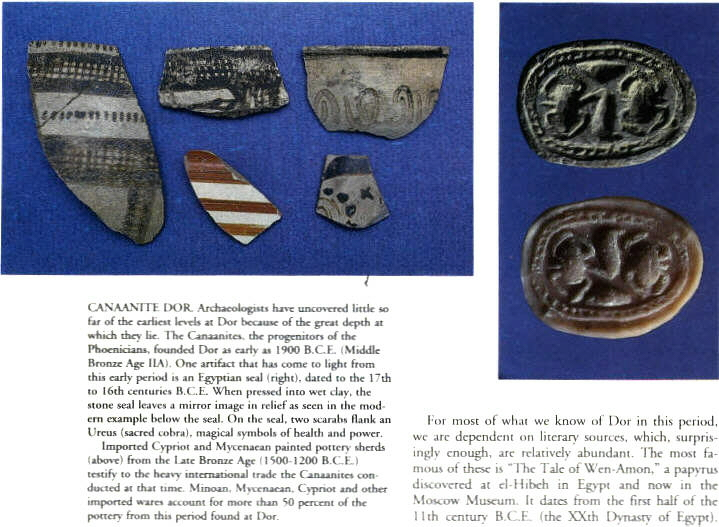 CANAANITE DOR. Archaeologists have uncovered little so
far of the earliest levels at Dor because of the great depth at
which they lie. The Canaanites, the progenitors of the
Phoenicians, founded Dor as early as 1900 B.C.E. (Middle
Bronze Age IIA). One artifact that has come to light from
this early period is an Egyptian seal (right), dated to the 17th
to 16th centuries B.C.E. When pressed into wet clay, the
stone seal leaves a mirror image in relief as seen in the mod-
ern example below the seal. On the seal, two scarabs flank an
Ureus (sacred cobra), magical symbols of health and power.
Imported Cypriot and Mycenaean painted pottery sherds
(above) from the Late Bronze Age (1500-1200 B.C.E.)
testify to the heavy international trade the Canaanites con-
ducted at that time. Minoan, Mycenaean, Cypriot and other
imported wares account for more than 50 percent of the
pottery from this period found at Dor.
For most of what we know of Dor in this period,
we are dependent on literary sources, which, surpris-
ingly enough, are relatively abundant. The most fa-
mous of these is “The Tale of Wen-Amon,” a papyrus
discovered at el-Hibeh in Egypt and now in the
Moscow Museum. It dates from the first half of the
11th century B.C.E. (the XXth Dynasty of Egypt).